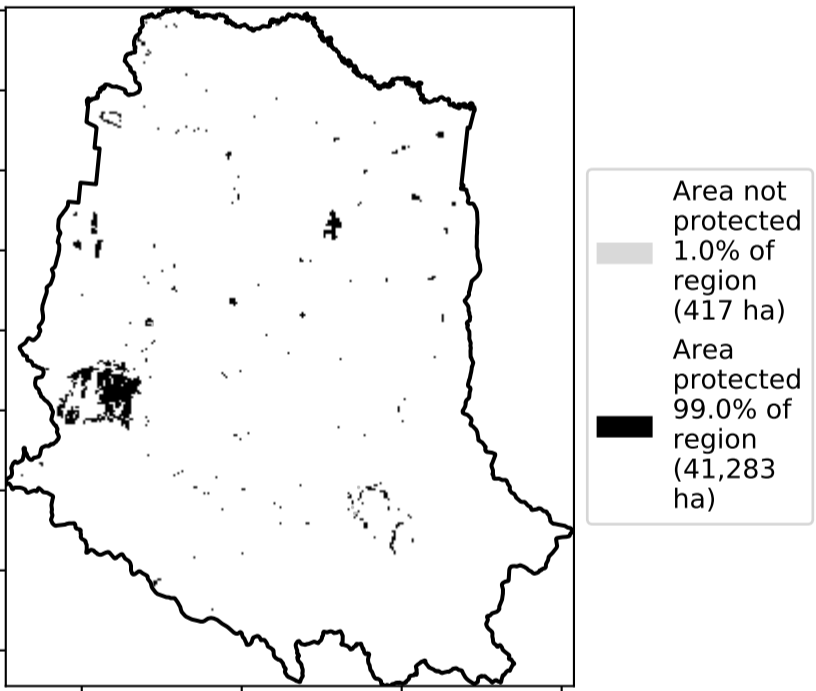 Area not
protected
1.0% of
region
(417 ha)
Area
protected
99.0% of
region
(41,283
ha)